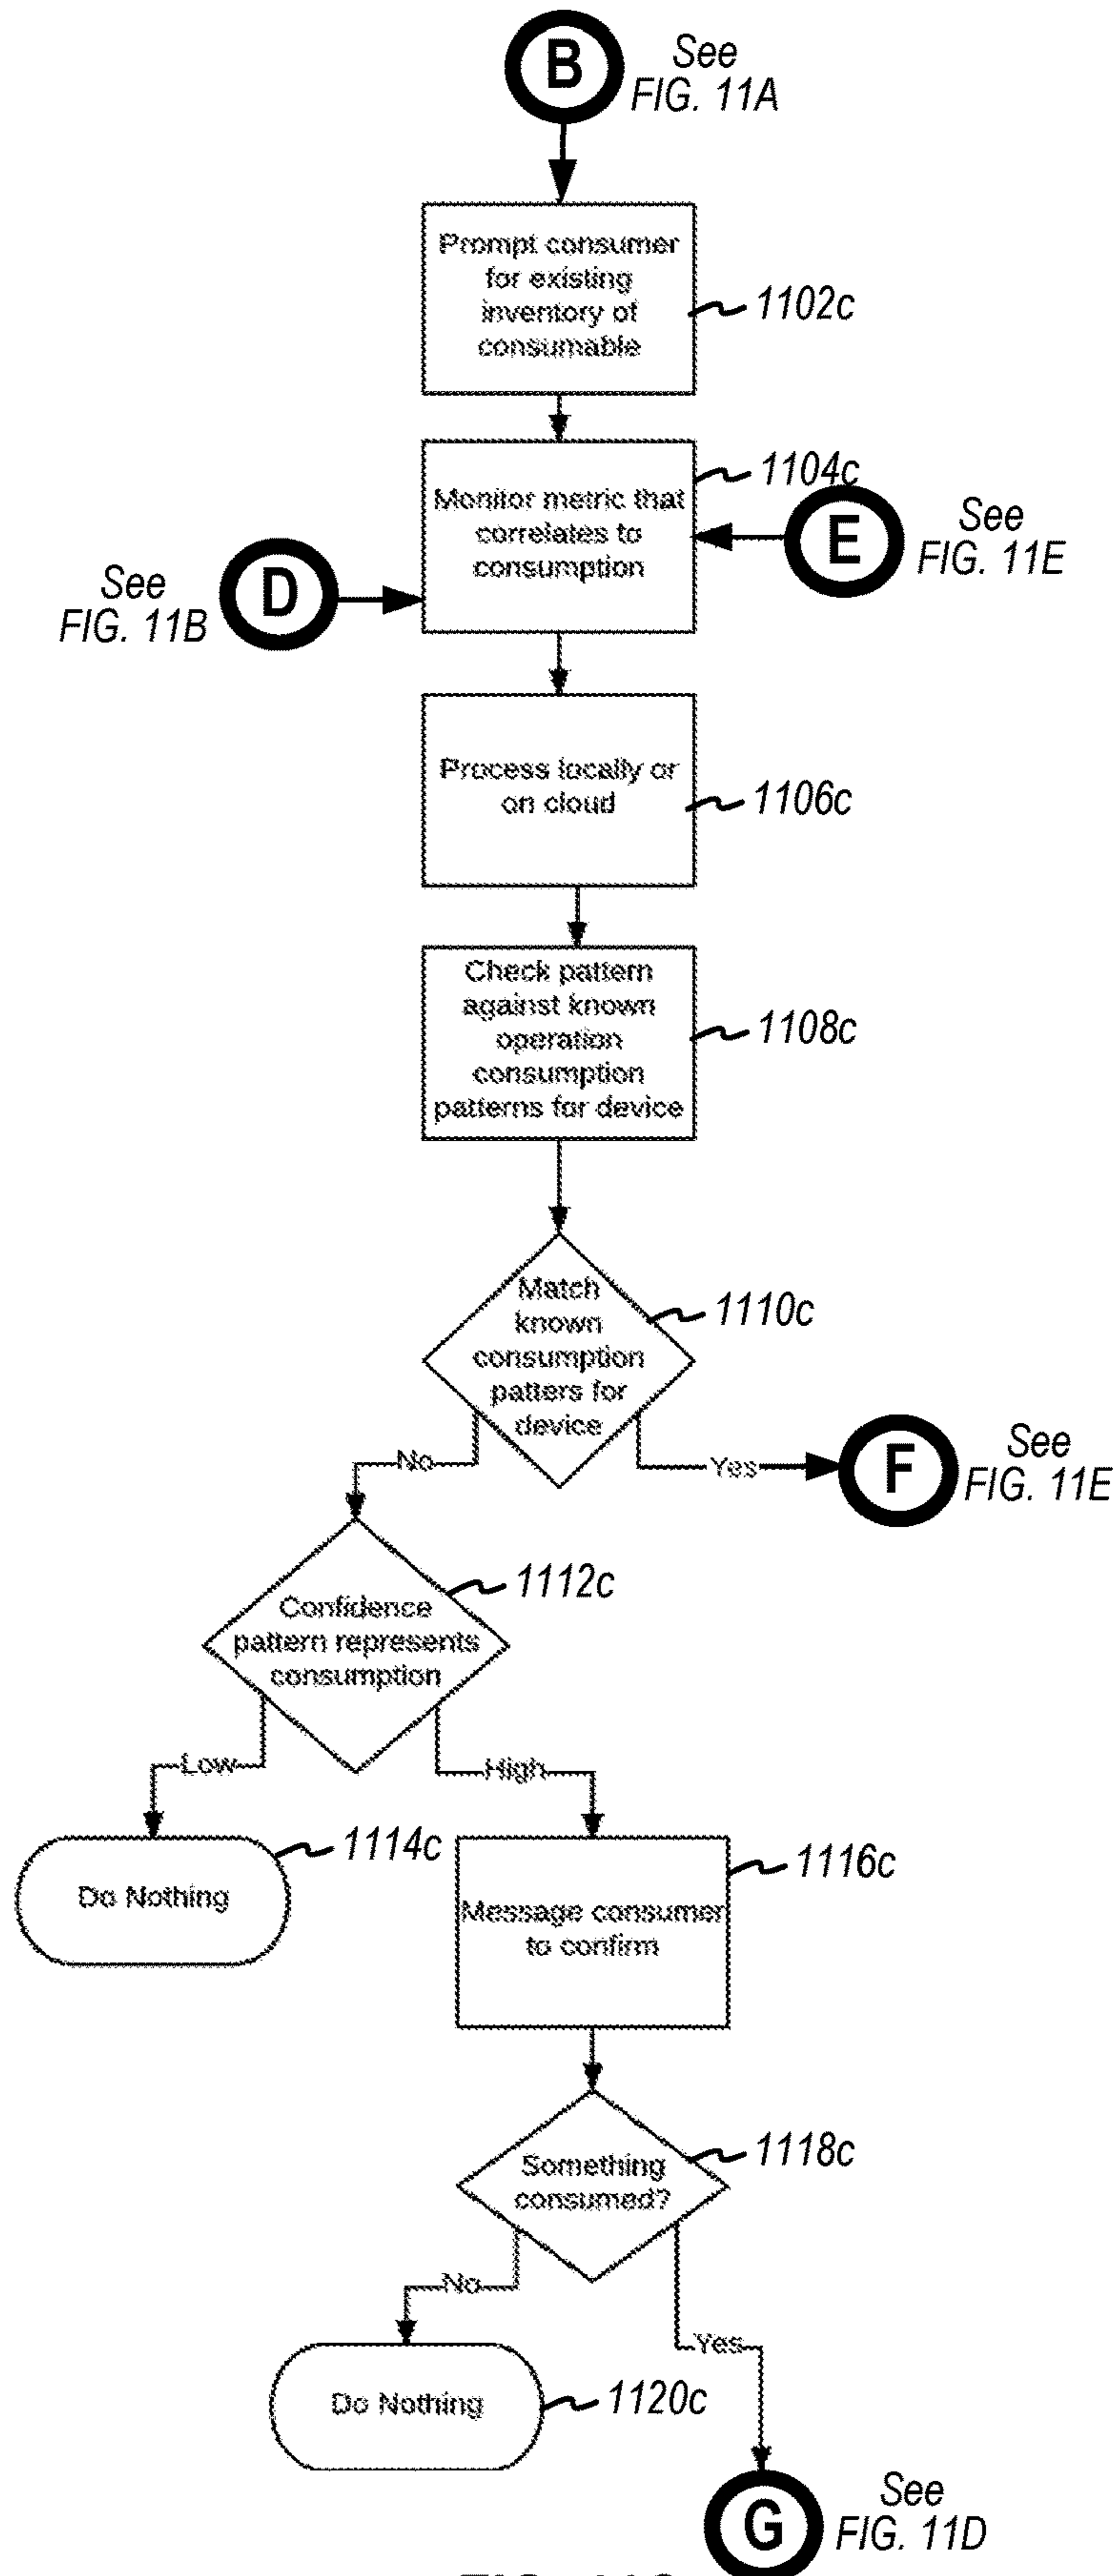 B
See
FIG. 11A
Prompt consumer
for existing
inventory of
consumable
1102c
Monitor metric that
correlates to
consumption
1104c
E
See
FIG. 11E
See
FIG. 11B
D
Process locally or
on cloud
1106c
Check pattern
against known
operation
consumption
patterns for device
1108c
Match
known
consumption
patters for
device
1110c
No
Yes
F
See
FIG. 11E
Confidence
pattern represents
consumption
1112c
Low
High
Do Nothing
1114c
Message consumer
to confirm
1116c
Something
consumed?
1118c
No
Yes
Do Nothing
1120c
G
See
FIG. 11D